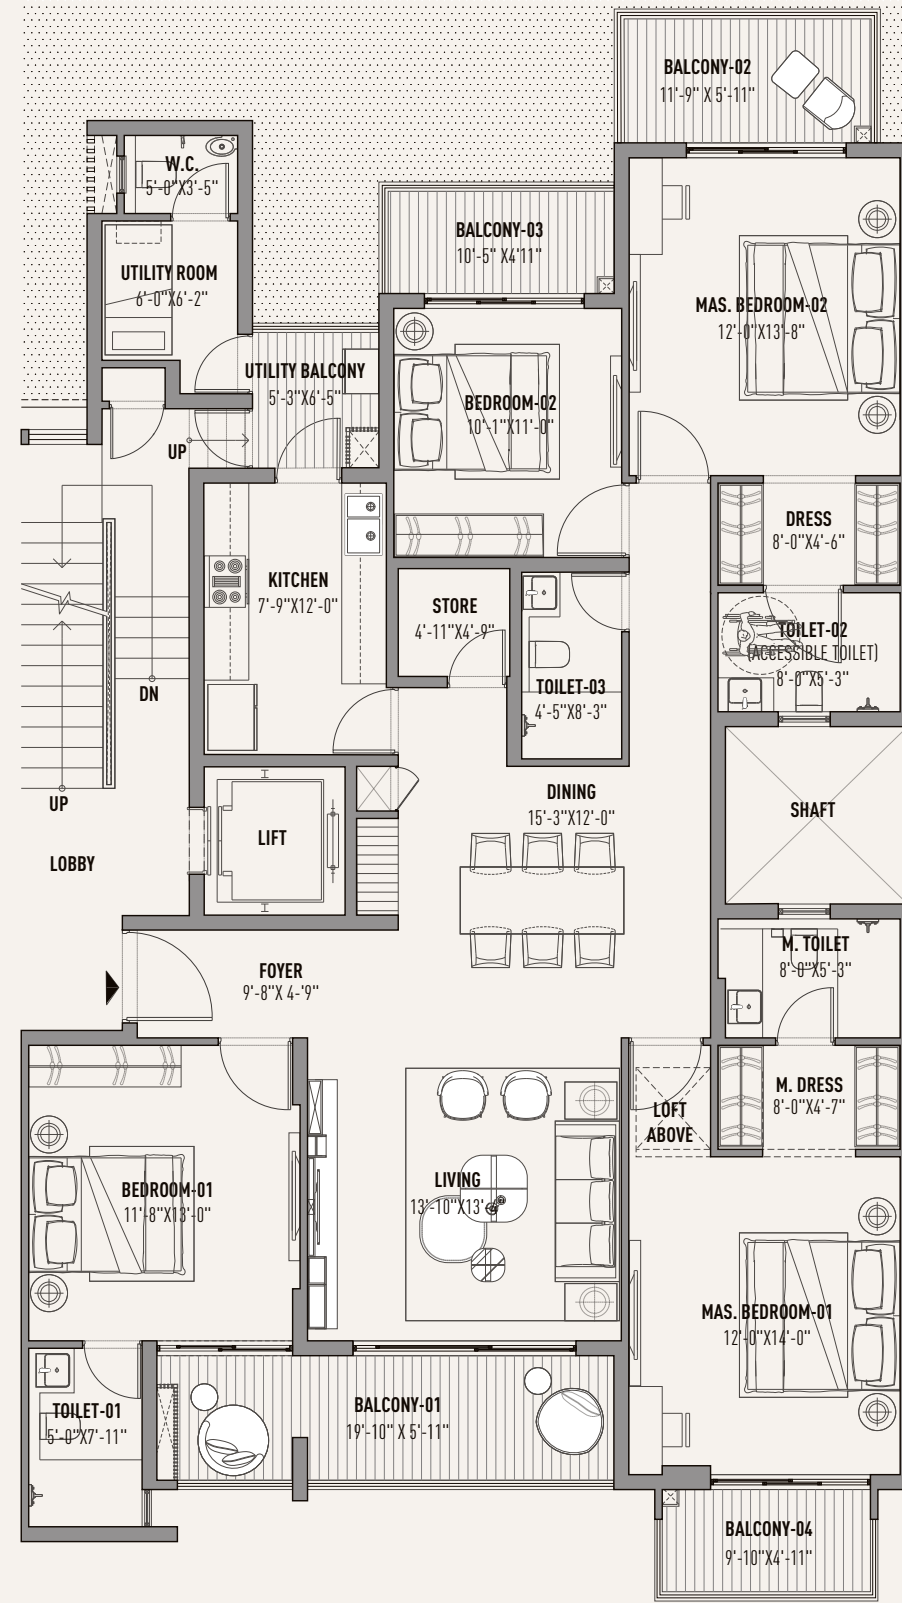 BALCONY-02
11'-9" X 5'-11"
W.C.
5'-0"X3'-5"
BALCONY-03
10'-5" X4'11"
UTILITY ROOM
6'-0"X6'-2"
MAS. BEDROOM-02
12'-0"X13'-8"
UTILITY BALCONY
5'-3"X6'-5"
BEDROOM-02
10'-1"X11'-0"
UP
DRESS
8'-0"X4'-6"
KITCHEN
7'-9"X12'-0"
STORE
4'-11"X4'-9"
TOILET-02
(ACCESSIBLE TOILET)
8'-0"X5'-3"
TOILET-03
4'-5"X8'-3"
DN
UP
DINING
15'-3"X12'-0"
SHAFT
LIFT
LOBBY
M. TOILET
8'-0"X5'-3"
FOYER
9'-8"X 4-'9"
M. DRESS
8'-0"X4'-7"
LOFT
ABOVE
LIVING
BEDROOM-01
11'-8"X13'-0"
MAS. BEDROOM-01
12'-0"X14'-0"
BALCONY-01
19'-10" X 5'-11"
TOILET-01
5'-0"X7'-11"
BALCONY-04
9'-10"X4'-11"